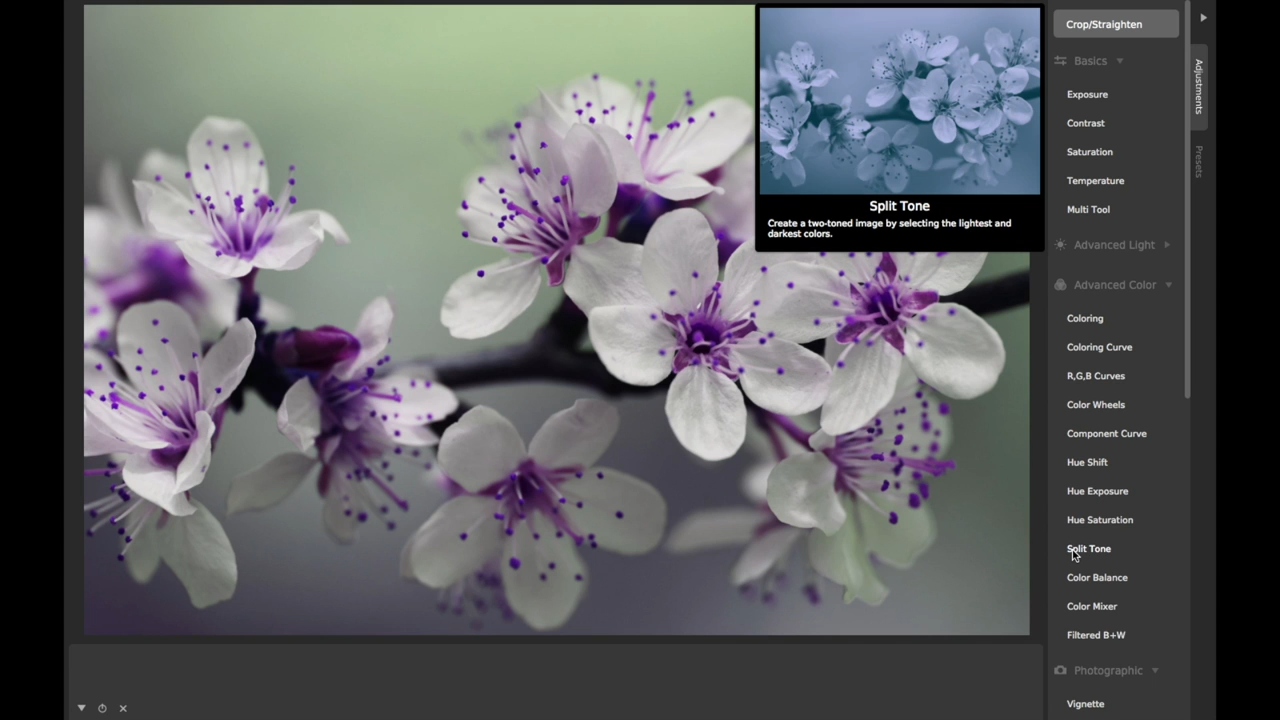 Split Tone
Create a two-toned image by selecting the lightest and
darkest colors.
Crop/Straighten
Basics
Exposure
Contrast
Saturation
Temperature
Multi Tool
Advanced Light
Advanced Color
Coloring
Coloring Curve
R,G,B Curves
Color Wheels
Component Curve
Hue Shift
Hue Exposure
Hue Saturation
Split Tone
Color Balance
Color Mixer
Filtered B+W
Photographic
Vignette
Adjustments
Presets